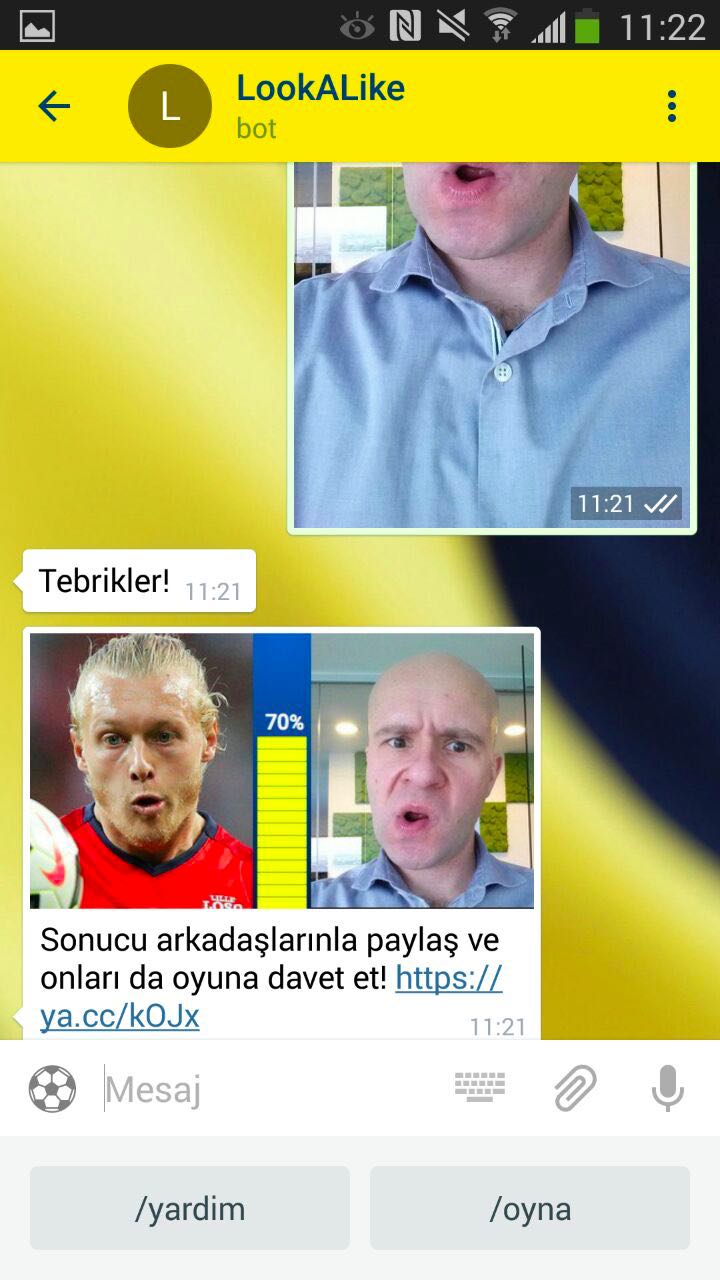 11:22
L
LookALike
bot
11:21
Tebrikler! 11:21
70%
LILLE
LOSC
Sonucu arkadaşlarınla paylaş ve
onları da oyuna davet et! https://
ya.cc/kOJx
11:21
Mesaj
/yardim
/oyna